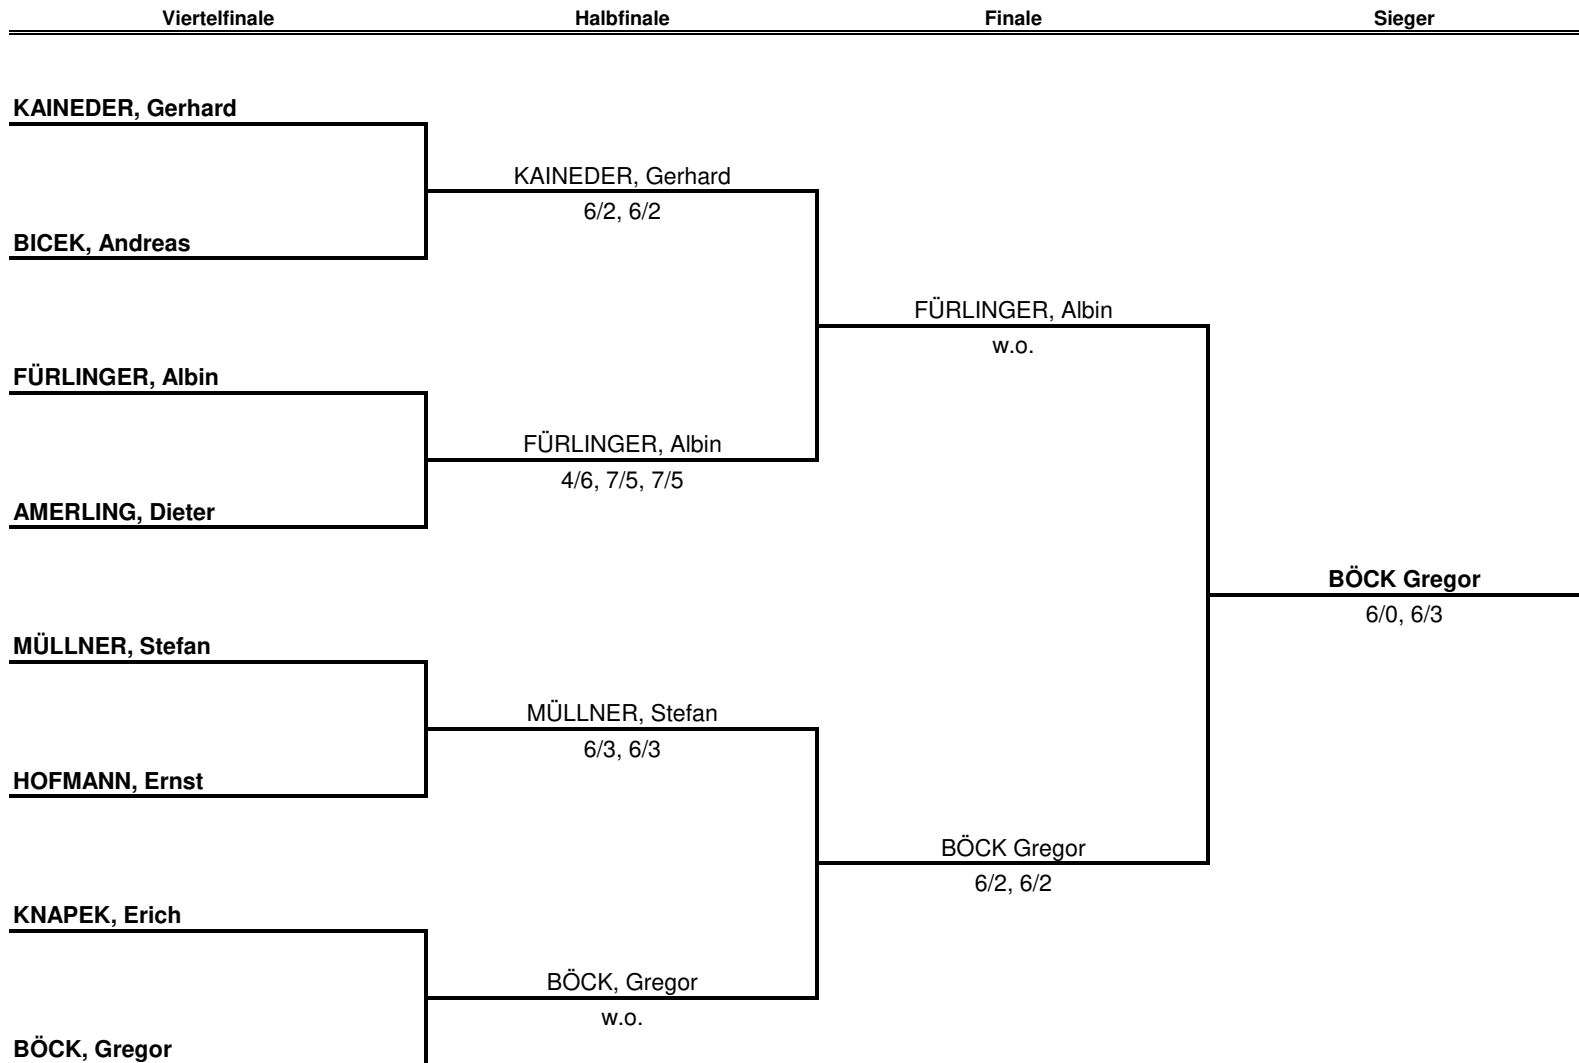 Viertelfinale Halbfinale Finale Sieger
KAINEDER, Gerhard
KAINEDER, Gerhard
6/2, 6/2
BICEK, Andreas
FÜRLINGER, Albin
w.o.
FÜRLINGER, Albin
FÜRLINGER, Albin
4/6, 7/5, 7/5
AMERLING, Dieter
BÖCK Gregor
6/0, 6/3
MÜLLNER, Stefan
MÜLLNER, Stefan
6/3, 6/3
HOFMANN, Ernst
BÖCK Gregor
6/2, 6/2
KNAPEK, Erich
BÖCK, Gregor
w.o.
BÖCK, Gregor